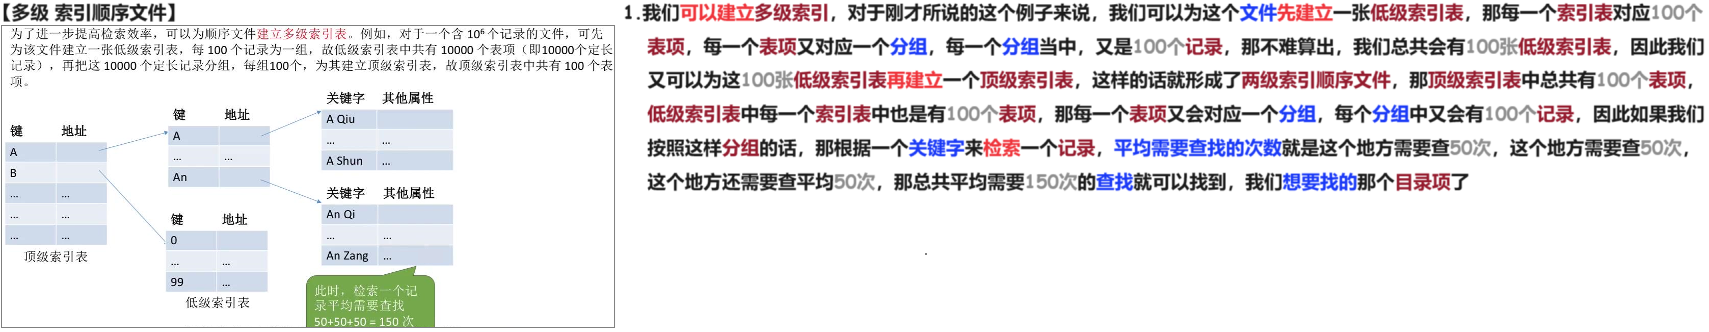 【多级 索引顺序文件】
为了进一步提高检索效率，可以为顺序文件建立多级索引表。例如，对于一个含 10⁶ 个记录的文件，可先
为该文件建立一张低级索引表，每 100 个记录为一组，故低级索引表中共有 10000 个表项（即10000个定长
记录），再把这 10000 个定长记录分组，每组100个，为其建立顶级索引表，故顶级索引表中共有 100 个表
项。
键 地址
A
B
... ...
... ...
... ...
顶级索引表
键 地址
A
... ...
An
键 地址
0
... ...
99 ...
低级索引表
关键字 其他属性
A Qiu
... ...
A Shun ...
关键字 其他属性
An Qi
... ...
An Zang ...
此时，检索一个记
录平均需要查找
50+50+50 = 150 次
1.我们可以建立多级索引，对于刚才所说的这个例子来说，我们可以为这个文件先建立一张低级索引表，那每一个索引表对应100个
表项，每一个表项又对应一个分组，每一个分组当中，又是100个记录，那不难算出，我们总共会有100张低级索引表，因此我们
又可以为这100张低级索引表再建立一个顶级索引表，这样的话就形成了两级索引顺序文件，那顶级索引表中总共有100个表项，
低级索引表中每一个索引表中也是有100个表项，那每一个表项又会对应一个分组，每个分组中又会有100个记录，因此如果我们
按照这样分组的话，那根据一个关键字来检索一个记录，平均需要查找的次数就是这个地方需要查50次，这个地方需要查50次，
这个地方还需要查平均50次，那总共平均需要150次的查找就可以找到，我们想要找的那个目录项了